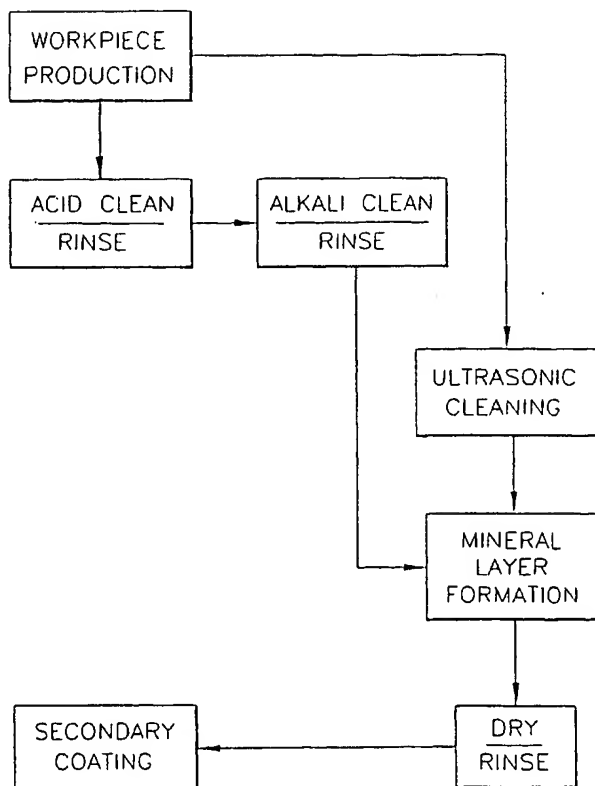 WORKPIECE
PRODUCTION
ACID CLEAN
RINSE
ALKALI CLEAN
RINSE
ULTRASONIC
CLEANING
MINERAL
LAYER
FORMATION
SECONDARY
COATING
DRY
RINSE